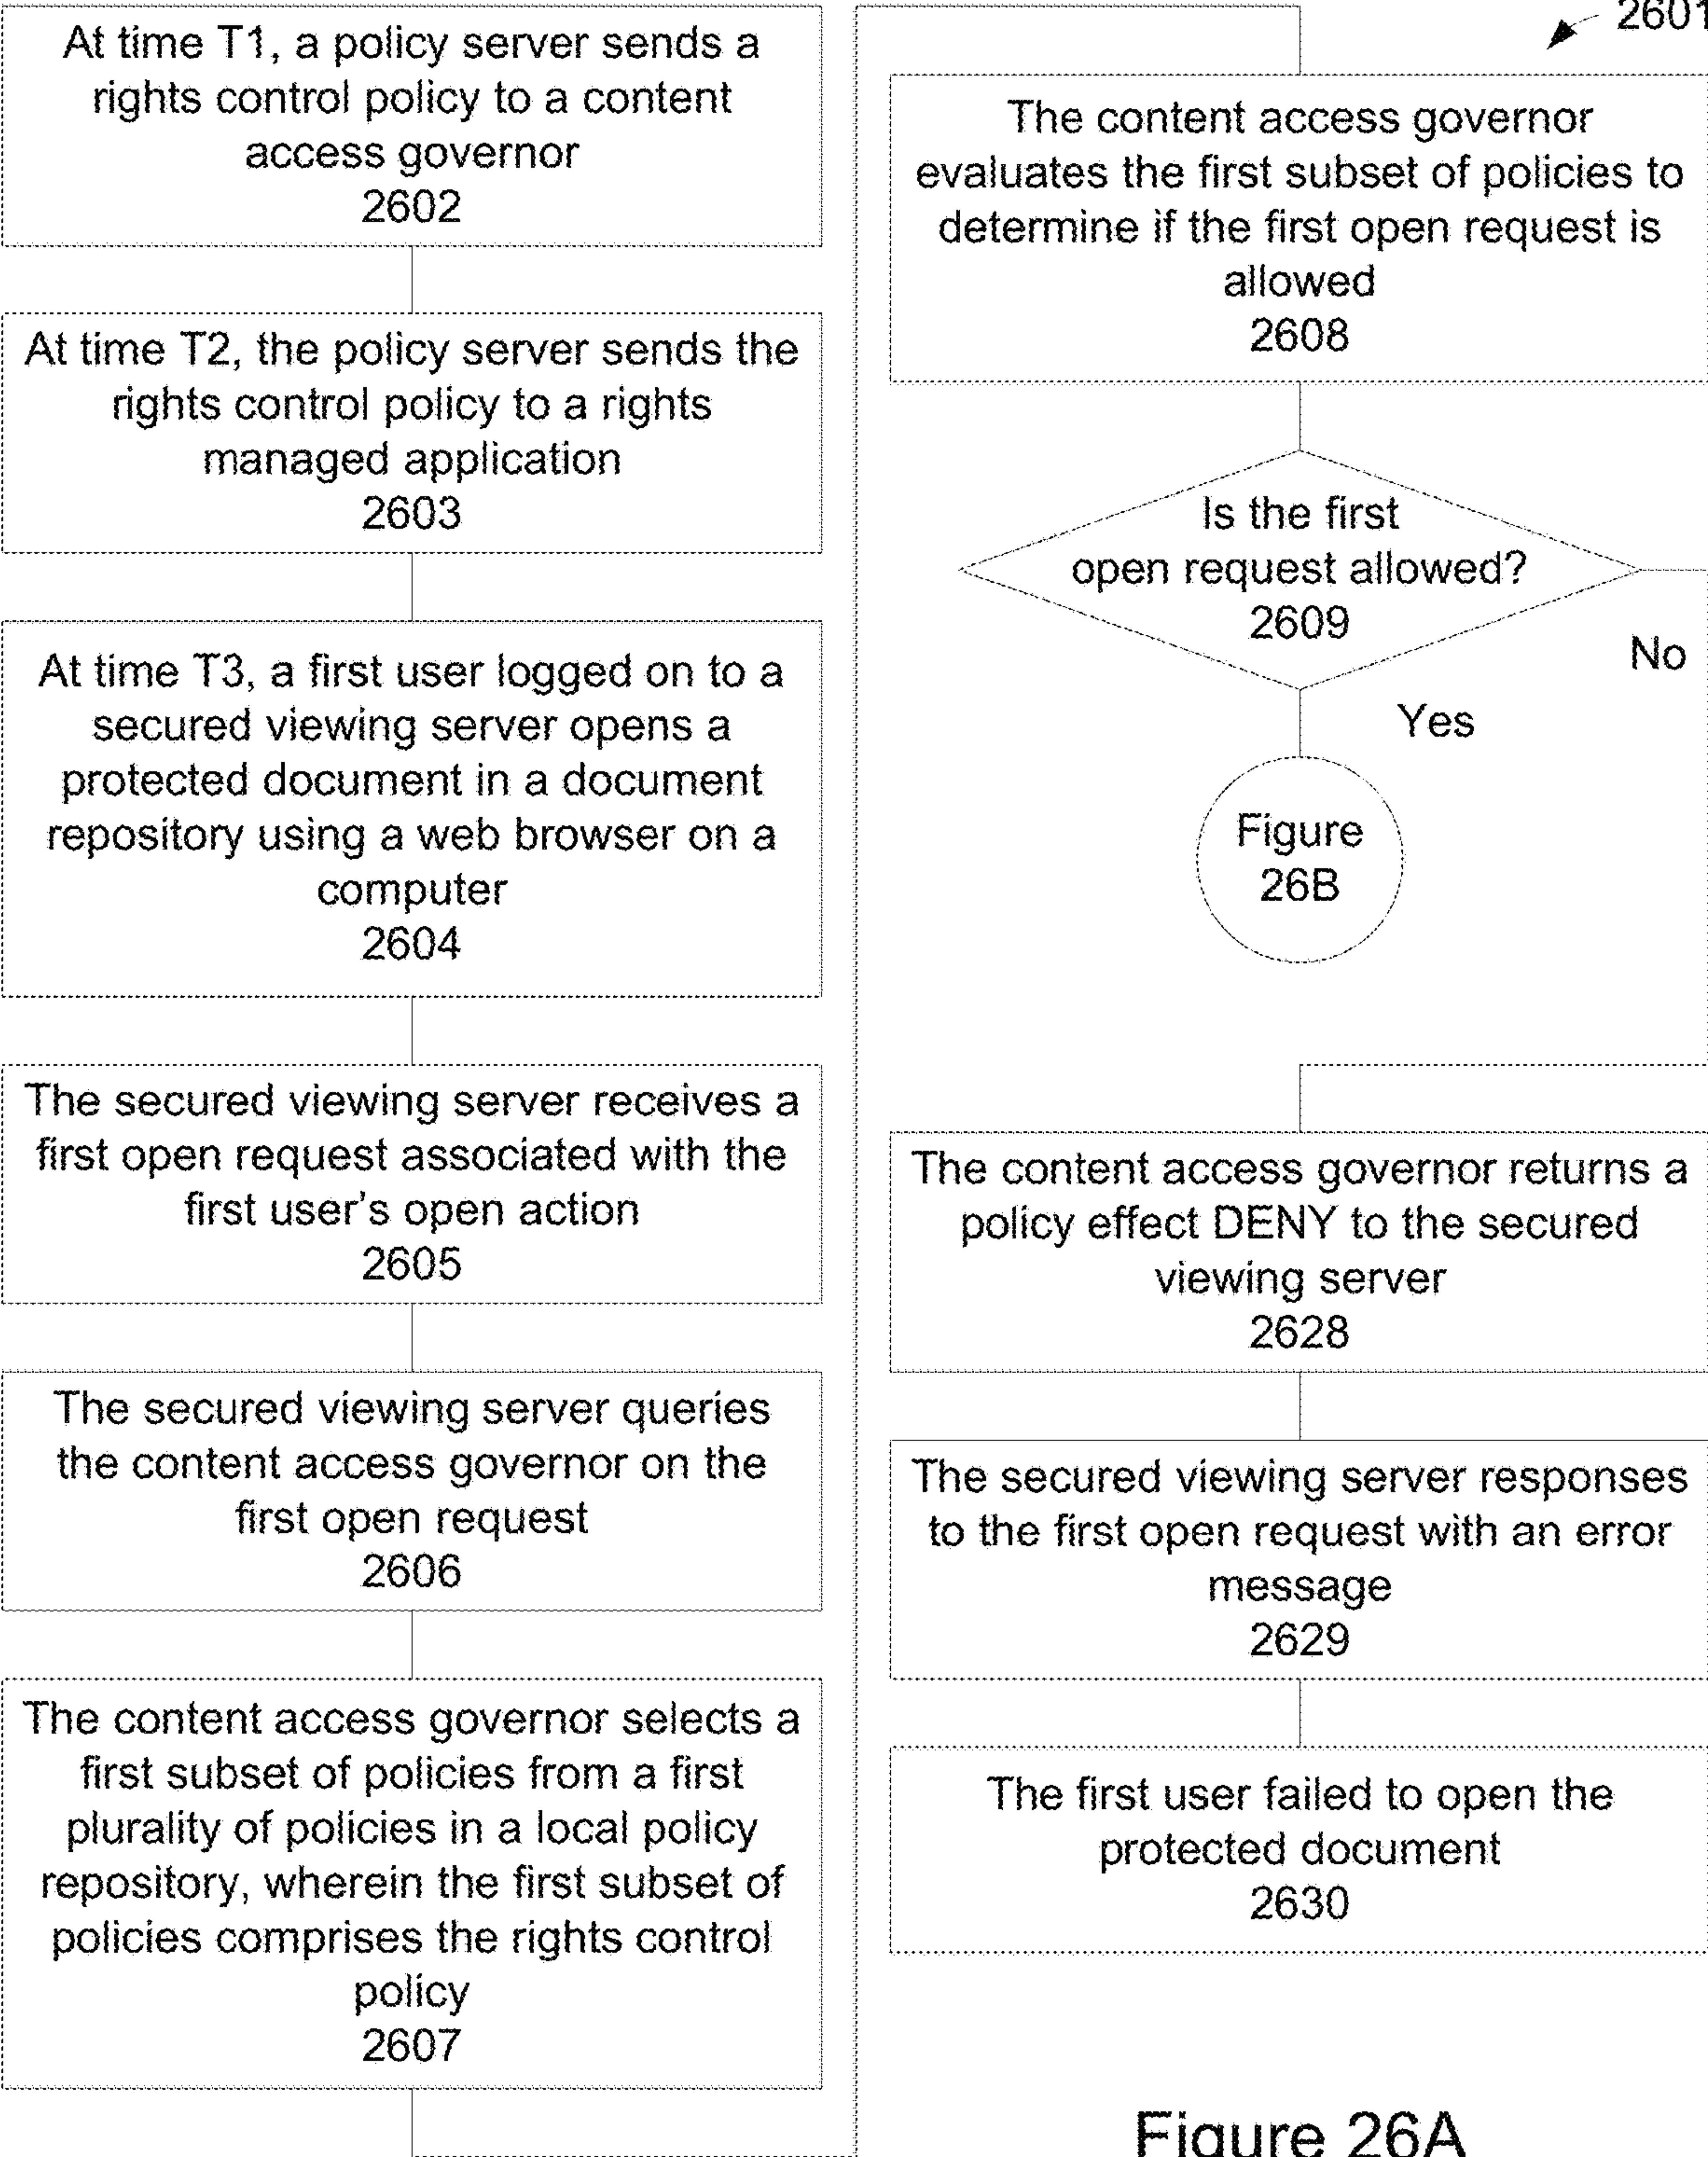 At time T1, a policy server sends a
rights control policy to a content
access governor
2602
At time T2, the policy server sends the
rights control policy to a rights
managed application
2603
At time T3, a first user logged on to a
secured viewing server opens a
protected document in a document
repository using a web browser on a
computer
2604
The secured viewing server receives a
first open request associated with the
first user's open action
2605
The secured viewing server queries
the content access governor on the
first open request
2606
The content access governor selects a
first subset of policies from a first
plurality of policies in a local policy
repository, wherein the first subset of
policies comprises the rights control
policy
2607
2601
The content access governor
evaluates the first subset of policies to
determine if the first open request is
allowed
2608
Is the first
open request allowed?
2609
No
Yes
Figure
26B
The content access governor returns a
policy effect DENY to the secured
viewing server
2628
The secured viewing server responses
to the first open request with an error
message
2629
The first user failed to open the
protected document
2630
Figure 26A